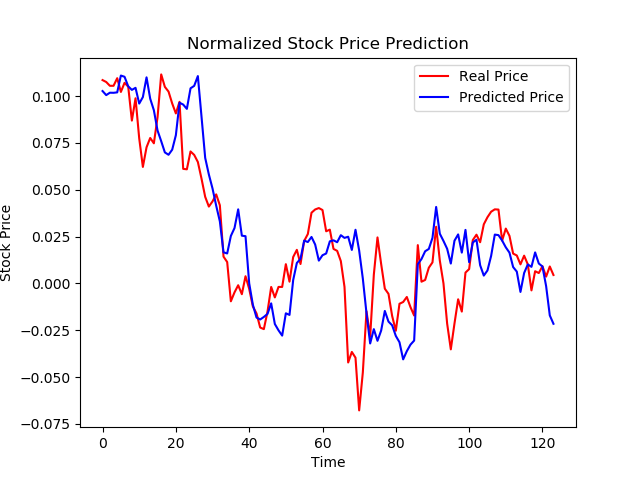 Normalized Stock Price Prediction
Real Price
Predicted Price
Stock Price
0.100
0.075
0.050
0.025
0.000
−0.025
−0.050
−0.075
0 20 40 60 80 100 120
Time